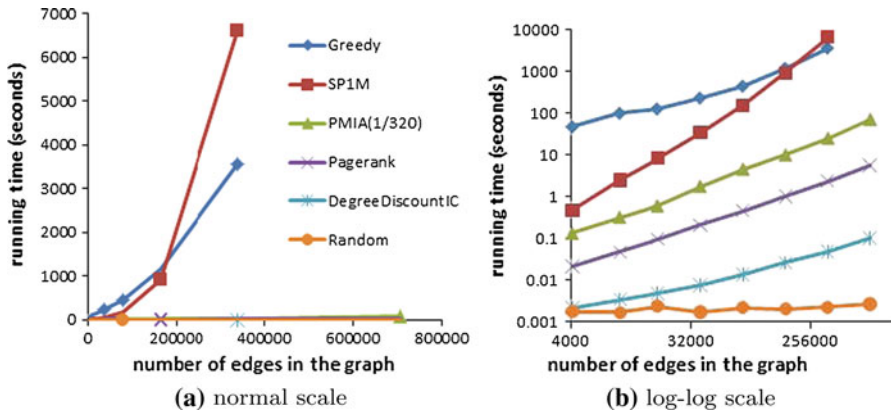 7000
6000
5000
4000
3000
2000
1000
0
running time (seconds)
0 200000 400000 600000 800000
number of edges in the graph
Greedy
SP1M
PMIA(1/320)
Pagerank
DegreeDiscountIC
Random
(a) normal scale
10000
1000
100
10
1
0.1
0.01
0.001
running time (seconds)
4000 32000 256000
number of edges in the graph
(b) log-log scale